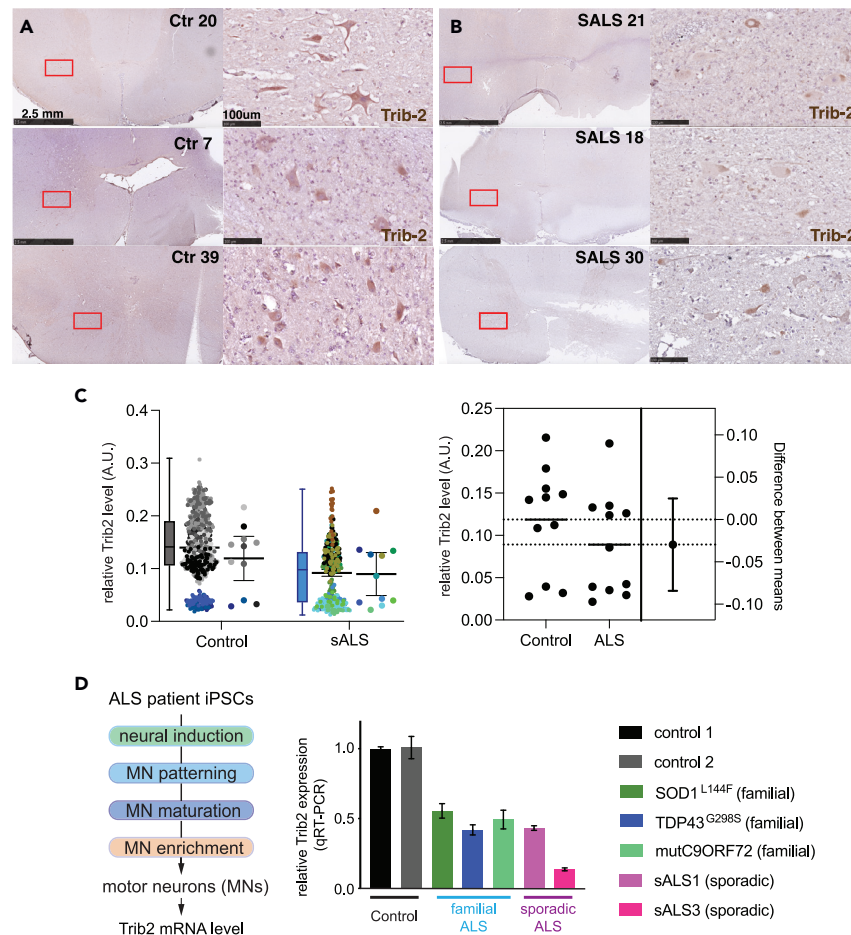 A
Ctr 20
2.5 mm
100um
Trib-2
Ctr 7
Trib-2
Ctr 39
B
SALS 21
Trib-2
SALS 18
Trib-2
SALS 30
C
relative Trib2 level (A.U.)
0.4
0.3
0.2
0.1
0.0
Control
sALS
relative Trib2 level (A.U.)
0.25
0.20
0.15
0.10
0.05
0.00
Control
ALS
0.10
0.05
0.00
−0.05
−0.10
Difference between means
D
ALS patient iPSCs
neural induction
MN patterning
MN maturation
MN enrichment
motor neurons (MNs)
Trib2 mRNA level
relative Trib2 expression
(qRT-PCR)
1.0
0.5
0.0
Control
familial
ALS
sporadic
ALS
control 1
control 2
SOD1 L144F (familial)
TDP43 G298S (familial)
mutC9ORF72 (familial)
sALS1 (sporadic)
sALS3 (sporadic)